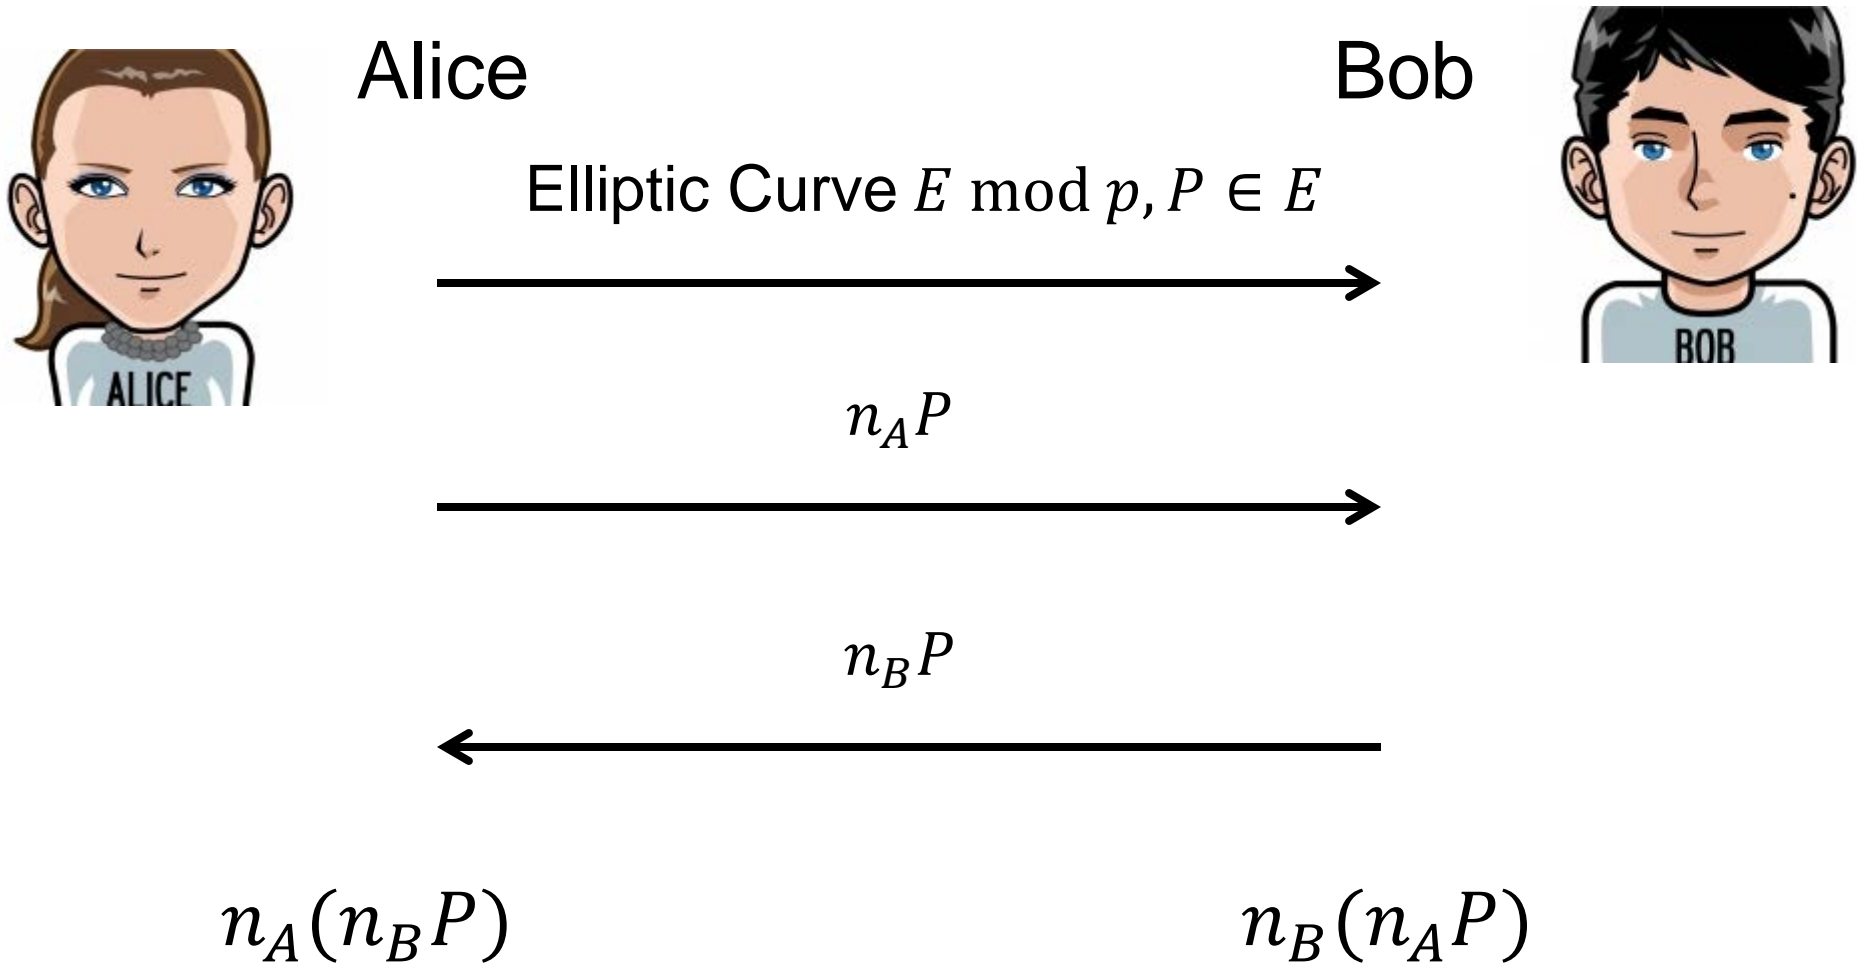 Alice
Bob
Elliptic Curve E mod p, P ∈ E
BOB
ALICE
n_A P
n_B P
n_A(n_B P)
n_B(n_A P)